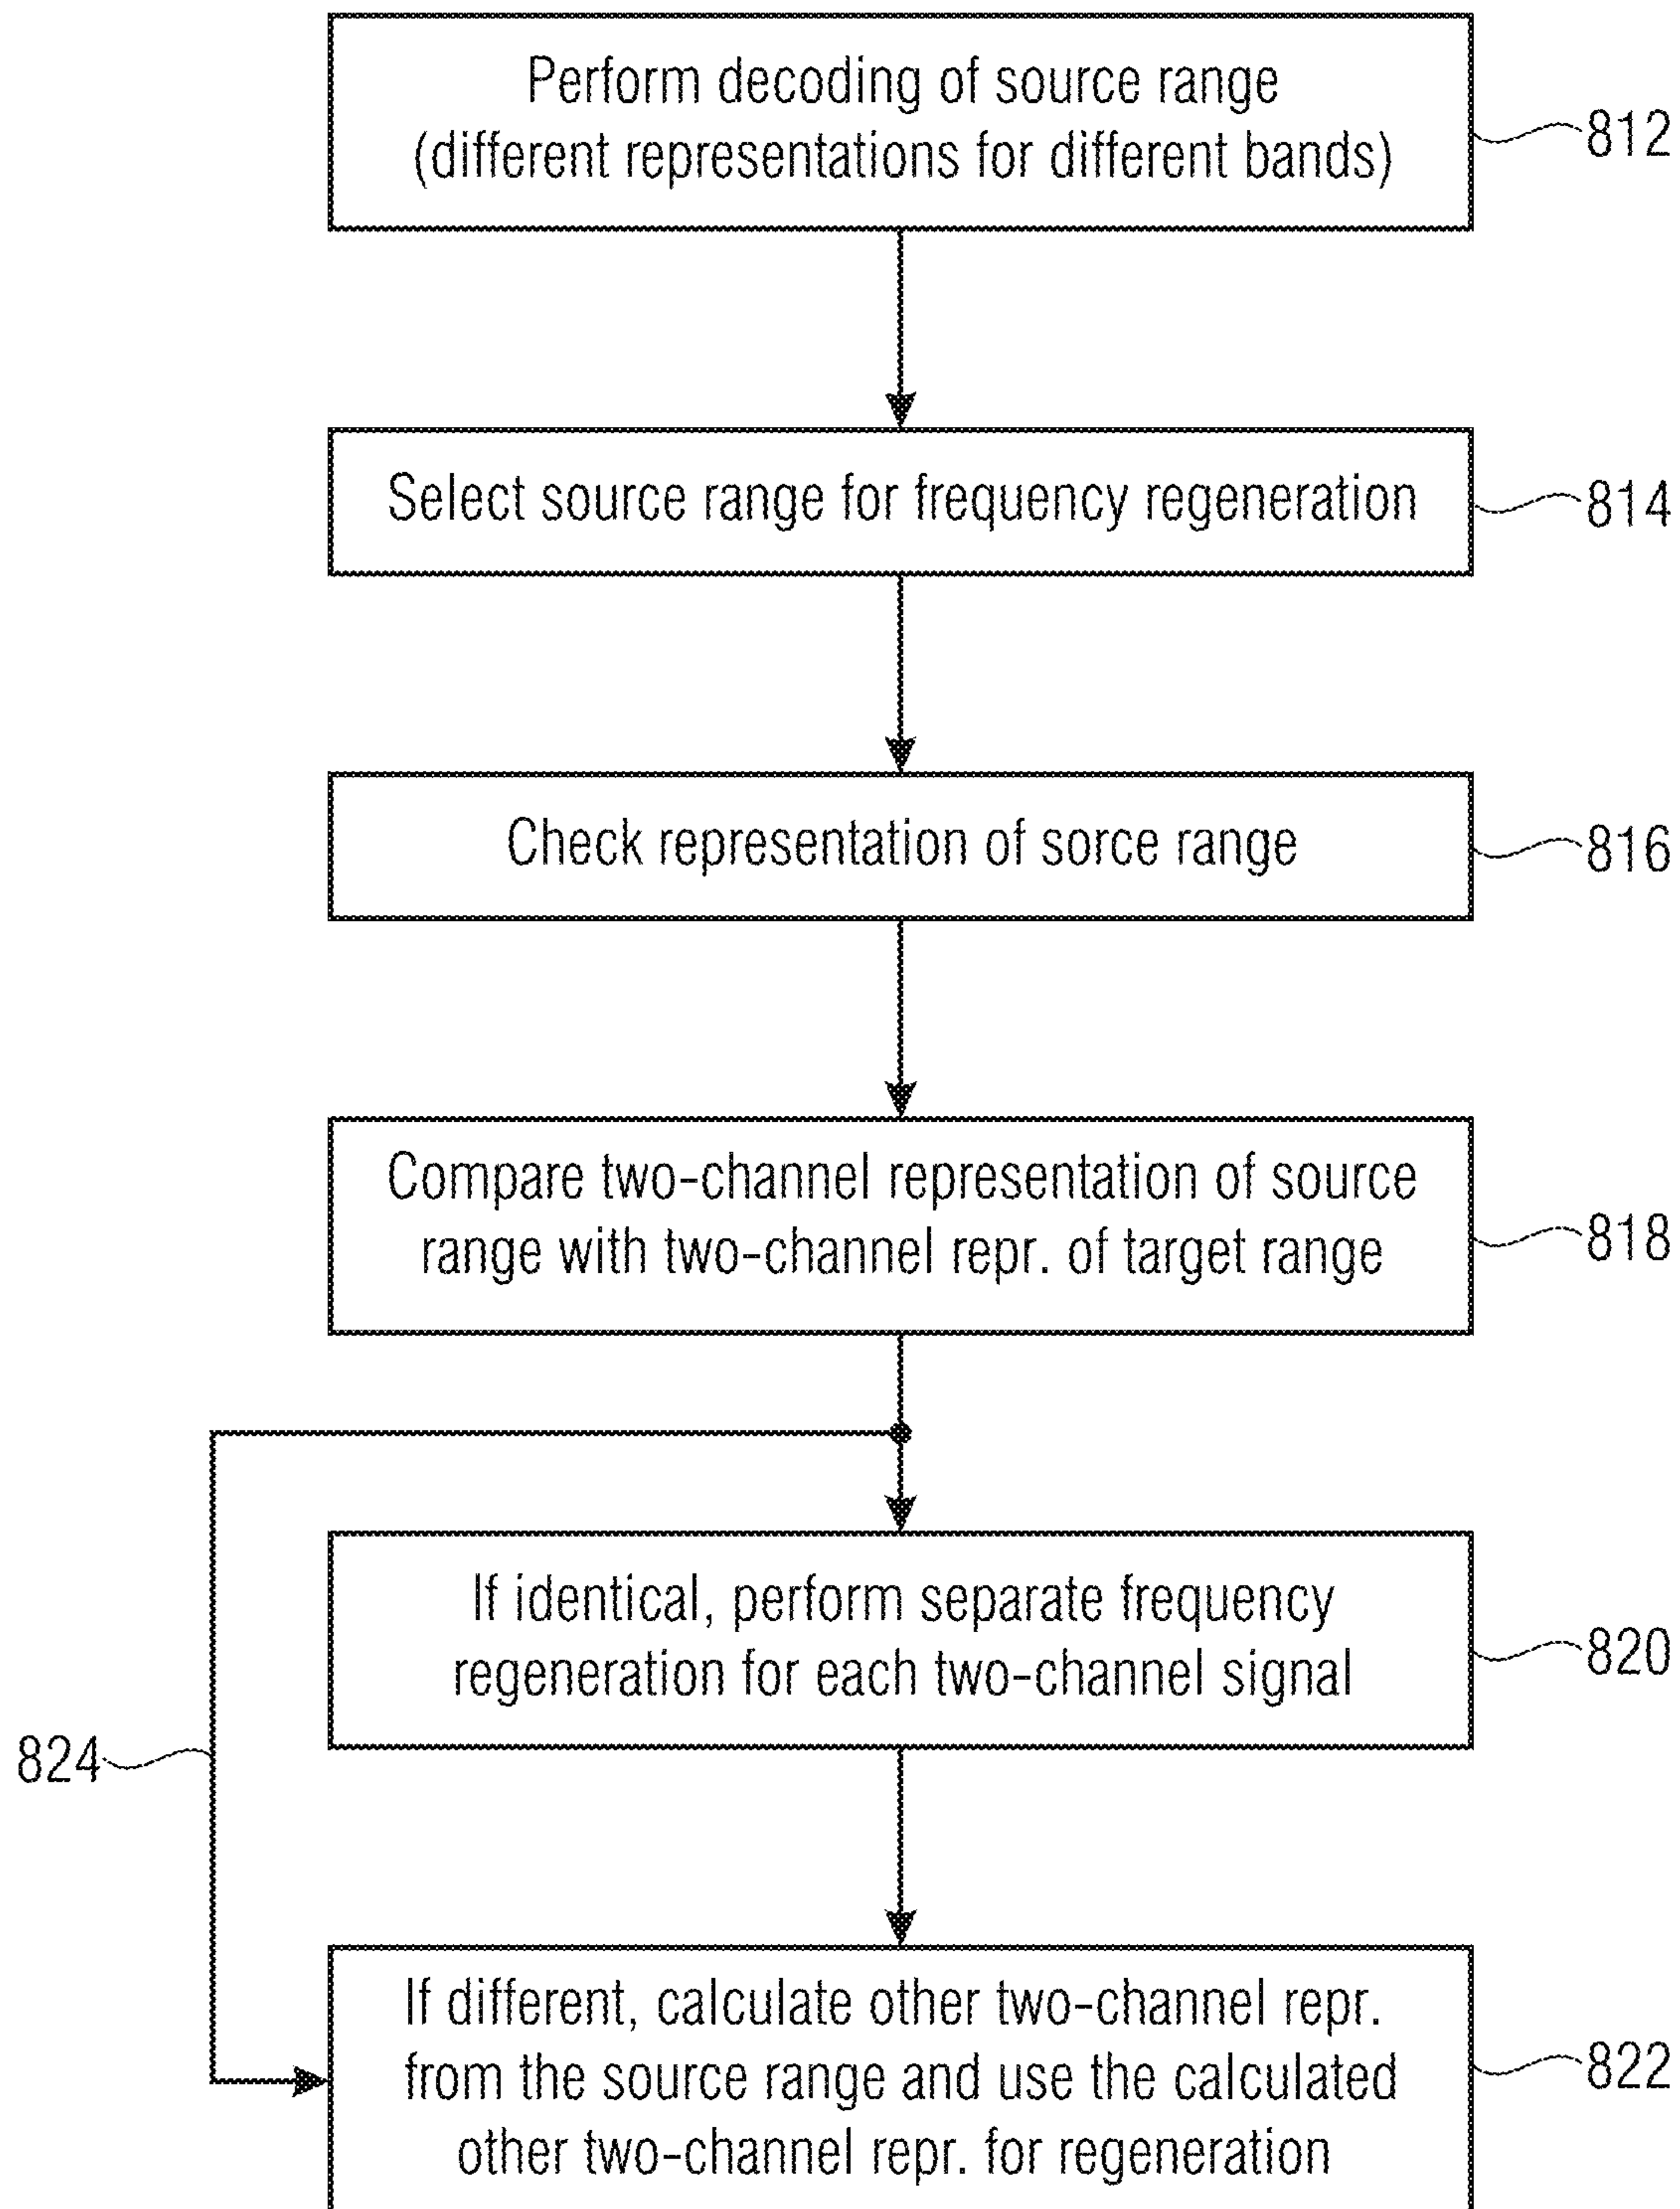 Perform decoding of source range
(different representations for different bands)
812
Select source range for frequency regeneration
814
Check representation of sorce range
816
Compare two-channel representation of source
range with two-channel repr. of target range
818
If identical, perform separate frequency
regeneration for each two-channel signal
820
824
If different, calculate other two-channel repr.
from the source range and use the calculated
other two-channel repr. for regeneration
822